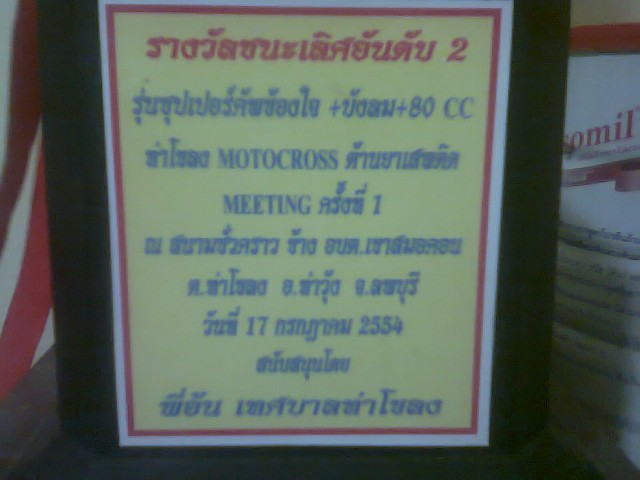 รางวัลชนะเลิศอันดับ 2
รุ่นซุปเปอร์คัพข้องใจ +บังลม+80 CC
ท่าโขลง MOTOCROSS ต้านยาเสพติด
MEETING ครั้งที่ 1
ณ สนามชั่วคราว ข้าง อบต.เขาสมอคอน
ต.ท่าโขลง อ.ท่าวุ้ง จ.ลพบุรี
วันที่ 17 กรกฎาคม 2554
สนับสนุนโดย
พี่อ้น เทศบาลท่าโขลง